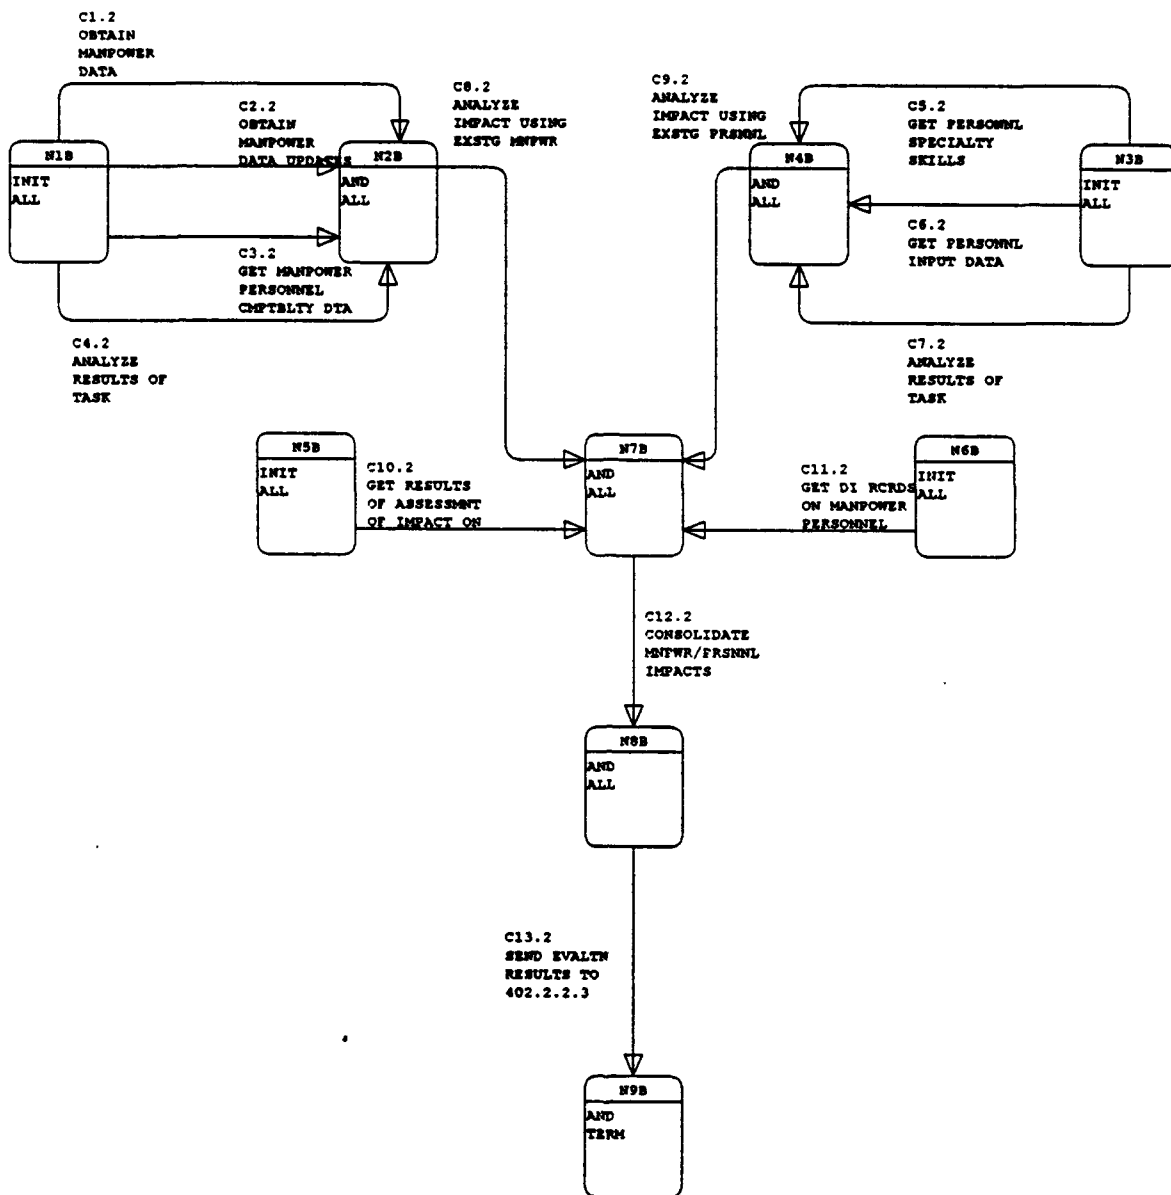 C1.2
OBTAIN
MANPOWER
DATA
C2.2
OBTAIN
MANPOWER
DATA UPDATES
C8.2
ANALYZE
IMPACT USING
EXSTG MNPWR
C9.2
ANALYZE
IMPACT USING
EXSTG PRSNNL
C5.2
GET PERSONNL
SPECIALTY
SKILLS
N1B
INIT
ALL
N2B
AND
ALL
N4B
AND
ALL
N3B
INIT
ALL
C3.2
GET MANPOWER
PERSONNEL
CMPTBLTY DTA
C6.2
GET PERSONNL
INPUT DATA
C4.2
ANALYZE
RESULTS OF
TASK
C7.2
ANALYZE
RESULTS OF
TASK
N5B
INIT
ALL
C10.2
GET RESULTS
OF ASSESSMNT
OF IMPACT ON
N7B
AND
ALL
C11.2
GET DI RCRDS
ON MANPOWER
PERSONNEL
N6B
INIT
ALL
C12.2
CONSOLIDATE
MNPWR/PRSNNL
IMPACTS
N8B
AND
ALL
C13.2
SEND EVALTN
RESULTS TO
402.2.2.3
N9B
AND
TERM